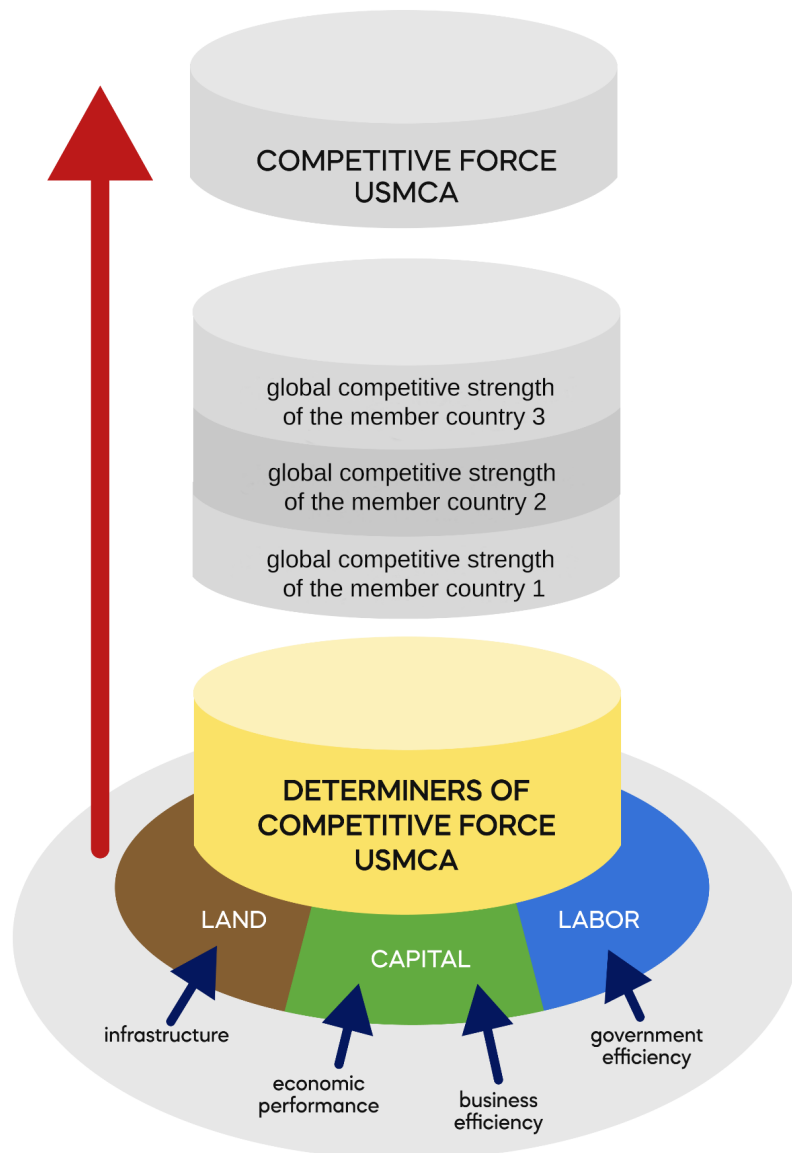 COMPETITIVE FORCE
USMCA
global competitive strength
of the member country 3
global competitive strength
of the member country 2
global competitive strength
of the member country 1
DETERMINERS OF
COMPETITIVE FORCE
USMCA
LAND
CAPITAL
LABOR
infrastructure
economic
performance
business
efficiency
government
efficiency